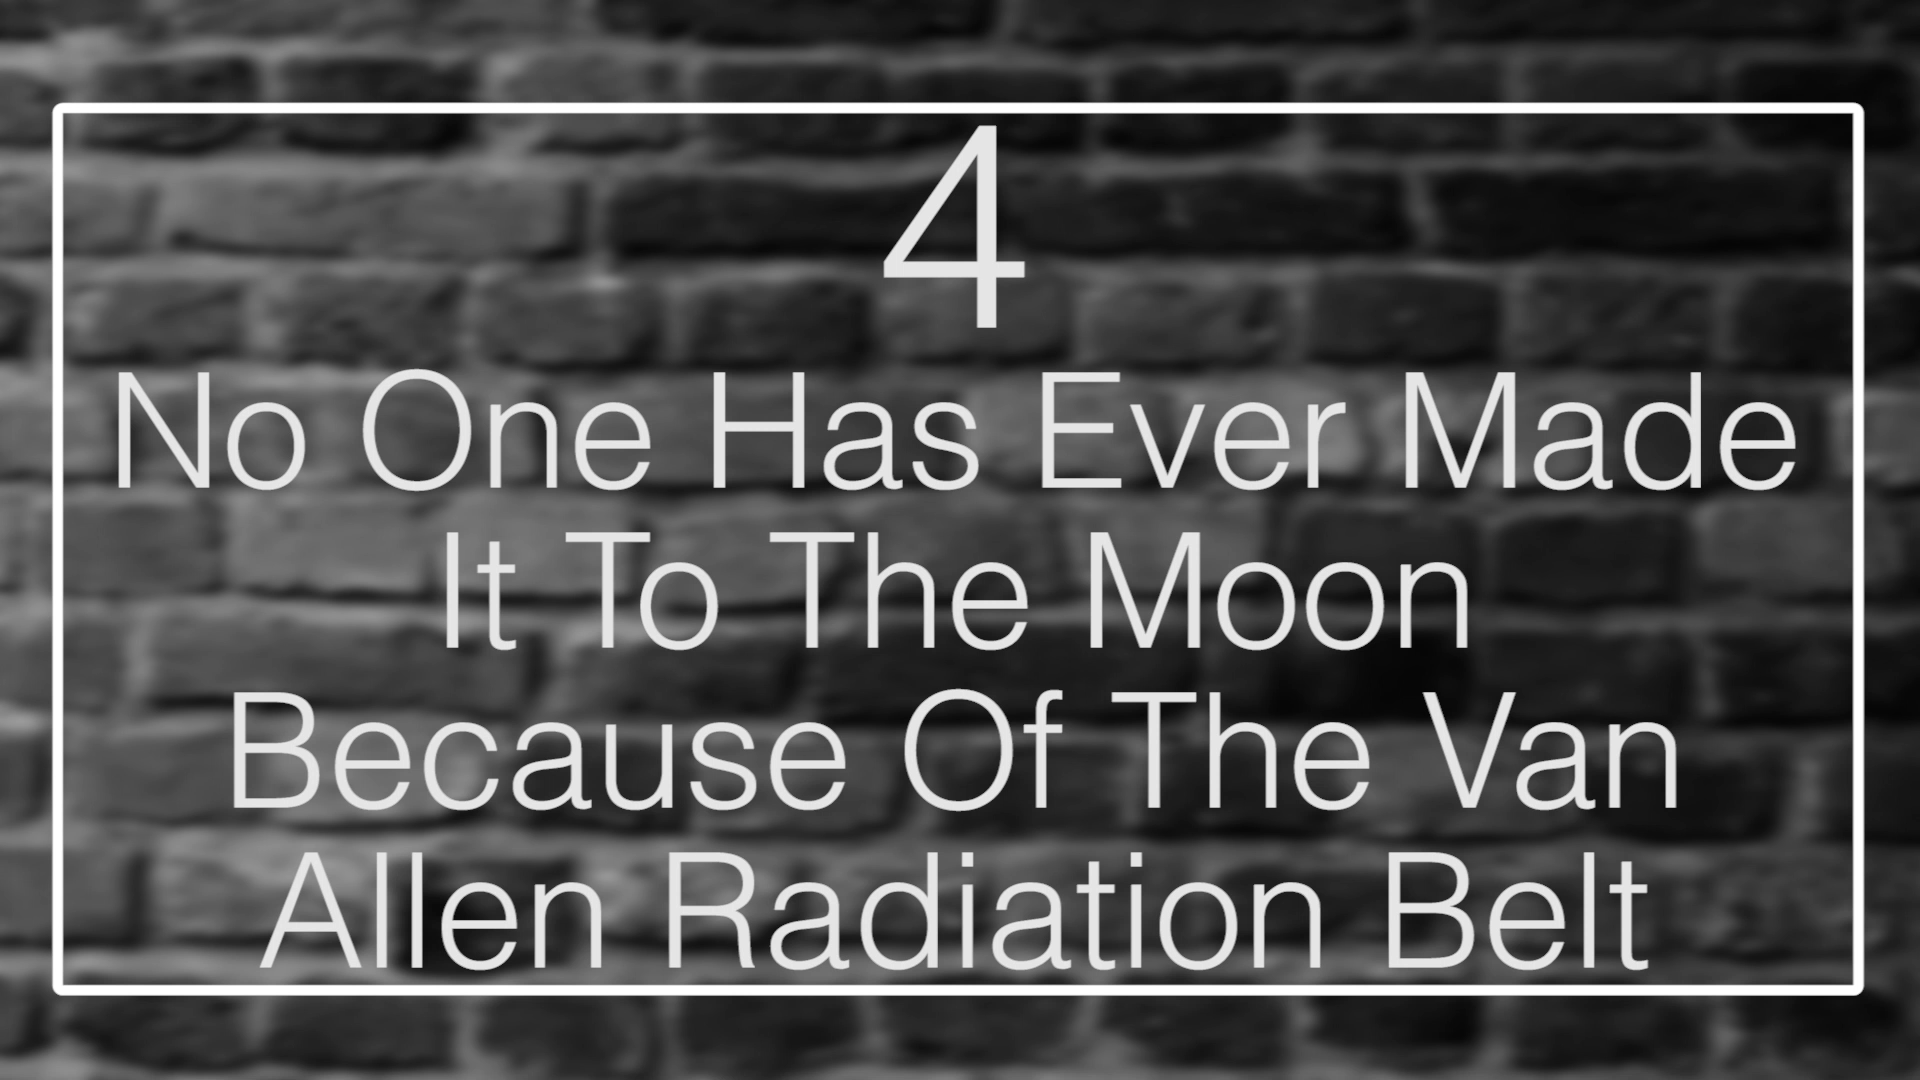 4
No One Has Ever Made
It To The Moon
Because Of The Van
Allen Radiation Belt